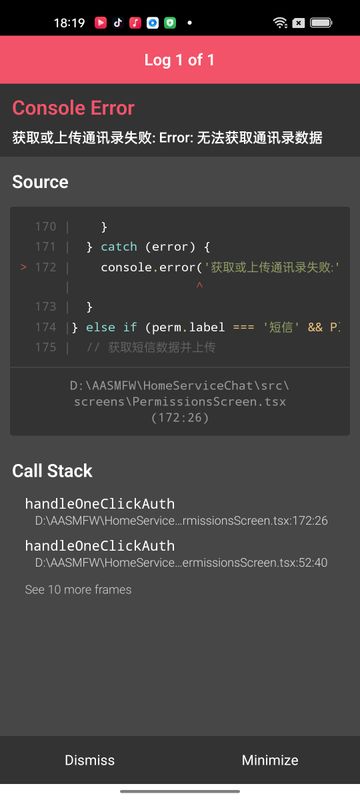 18:19
Log 1 of 1
Console Error
获取或上传通讯录失败: Error: 无法获取通讯录数据
Source
170 |     }
171 |   } catch (error) {
> 172 |     console.error('获取或上传通讯录失败:'
|                 ^
173 |   }
174 | } else if (perm.label === '短信' && P
175 |   // 获取短信数据并上传
D:\AASMFW\HomeServiceChat\src\
screens\PermissionsScreen.tsx
(172:26)
Call Stack
handleOneClickAuth
D:\AASMFW\HomeService...rmissionsScreen.tsx:172:26
handleOneClickAuth
D:\AASMFW\HomeService...ermissionsScreen.tsx:52:40
See 10 more frames
Dismiss
Minimize